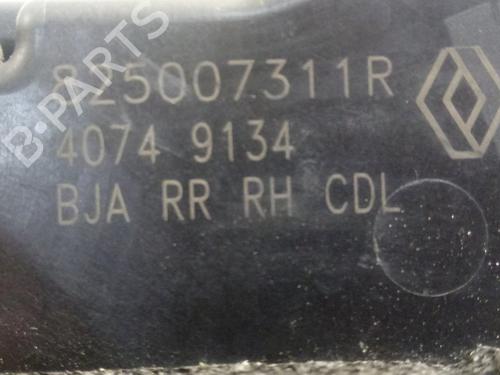 B-PARTS
825007311R
4074 9134
BJA RR RH CDL